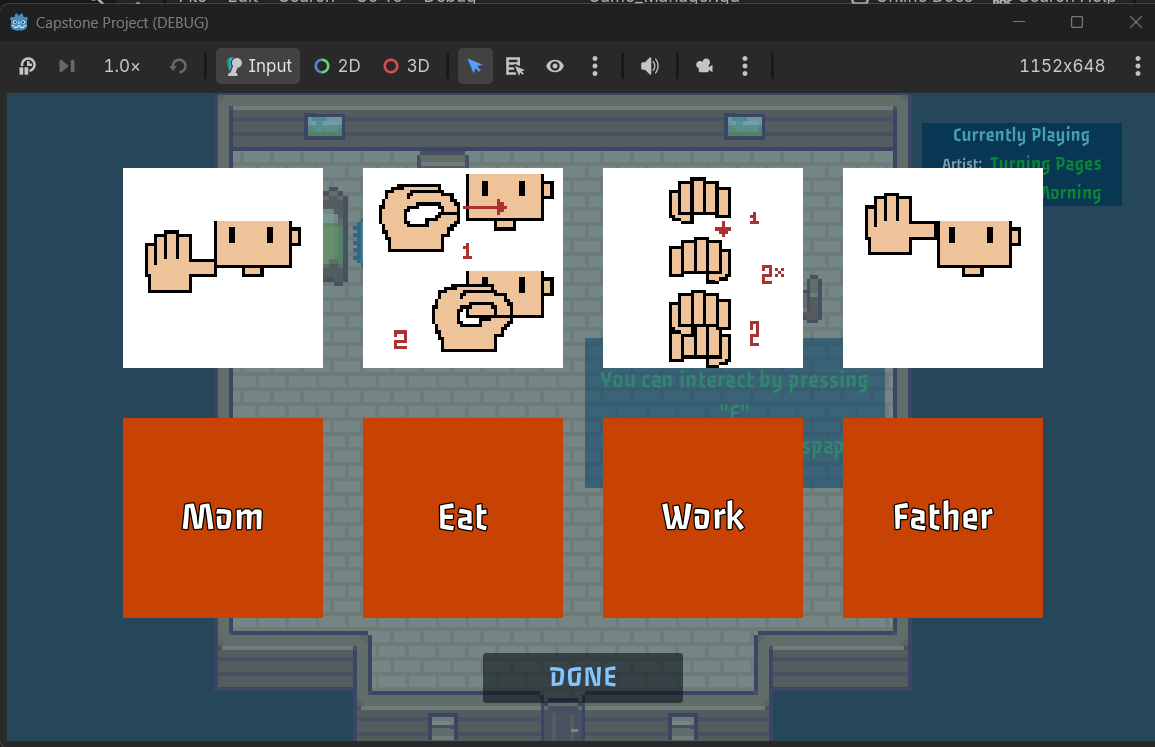 Capstone Project (DEBUG)
1.0×
Input
2D
3D
1152x648
Currently Playing
Artist: Turning Pages
Morning
1
2
1
2×
2
You can interact by pressing
Mom
Eat
Work
Father
DONE